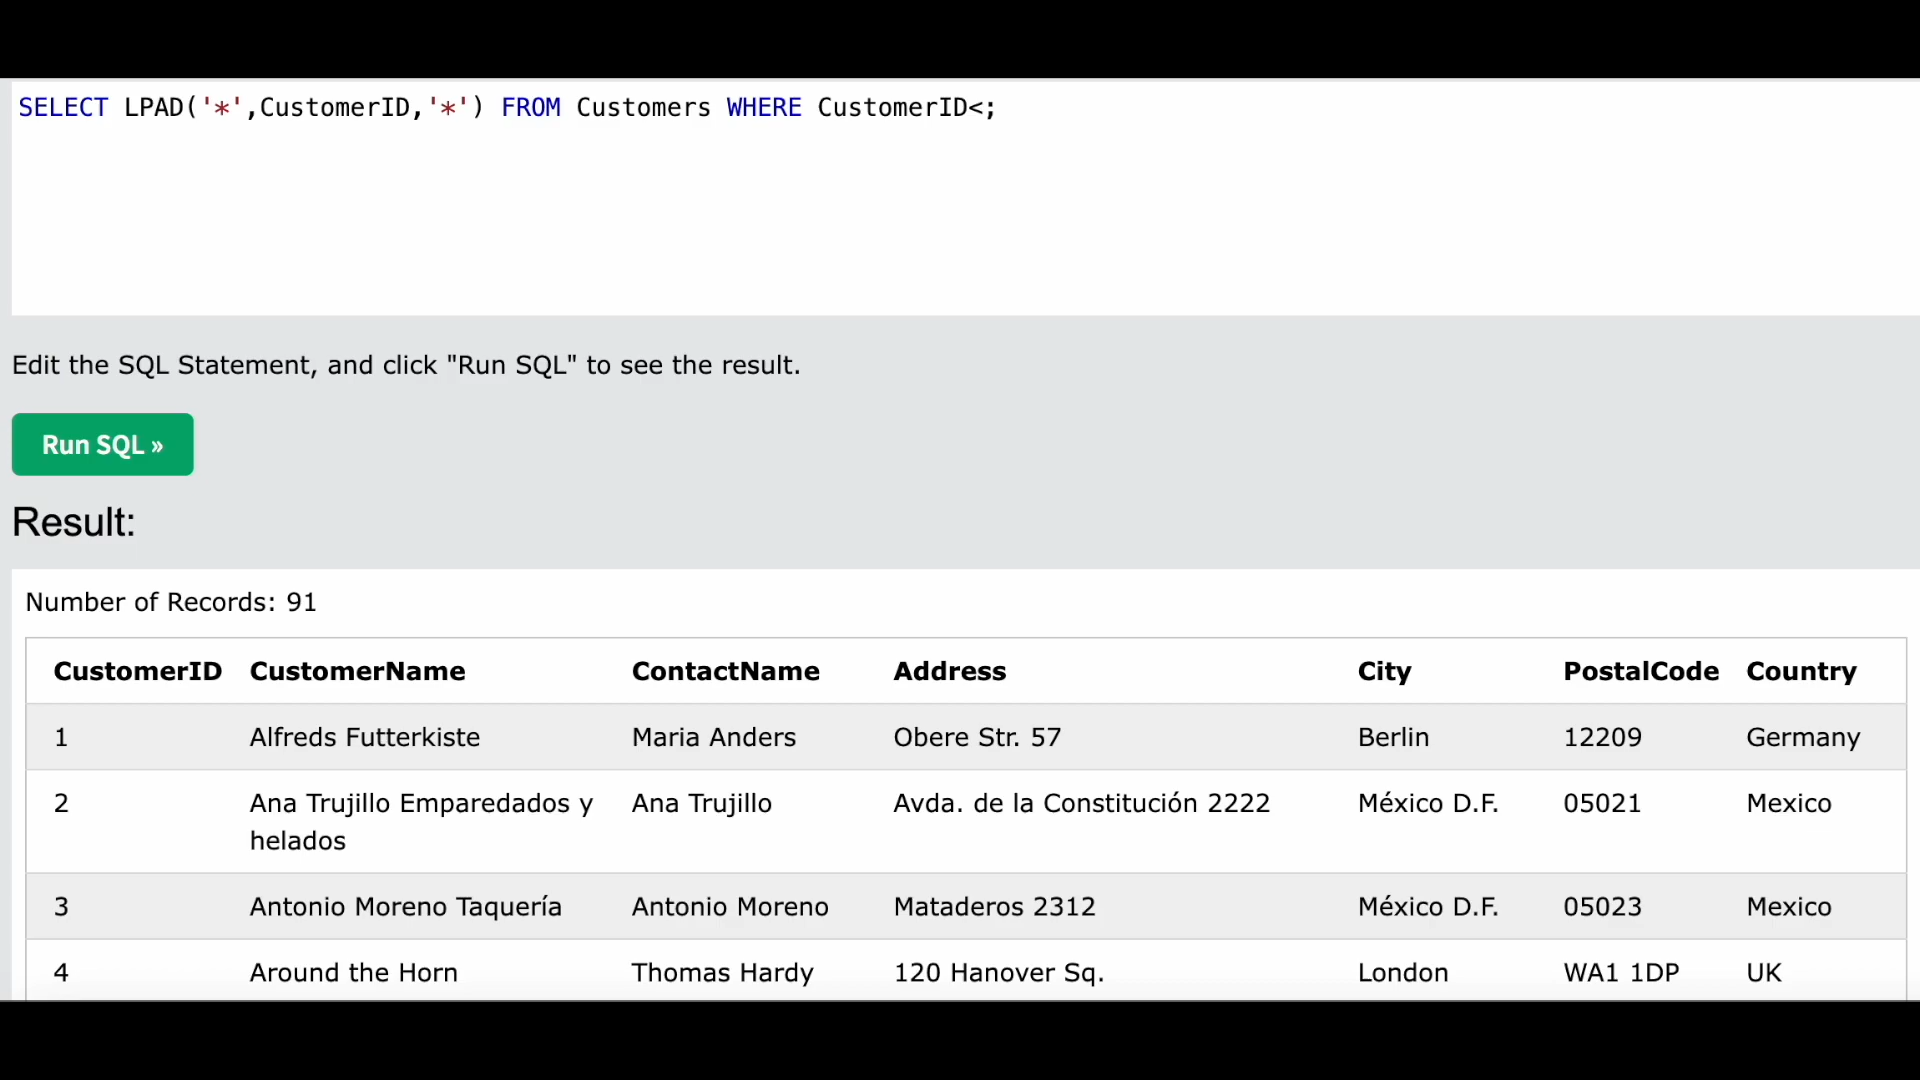 SELECT LPAD('*',CustomerID,'*') FROM Customers WHERE CustomerID<;
Edit the SQL Statement, and click "Run SQL" to see the result.
Run SQL »
Result:
Number of Records: 91
CustomerID CustomerName ContactName Address City PostalCode Country
1 Alfreds Futterkiste Maria Anders Obere Str. 57 Berlin 12209 Germany
2 Ana Trujillo Emparedados y Ana Trujillo Avda. de la Constitución 2222 México D.F. 05021 Mexico
helados
3 Antonio Moreno Taquería Antonio Moreno Mataderos 2312 México D.F. 05023 Mexico
4 Around the Horn Thomas Hardy 120 Hanover Sq. London WA1 1DP UK